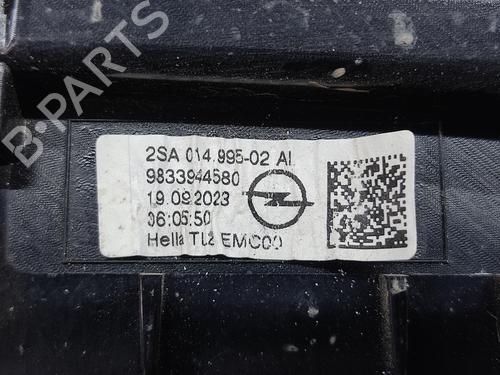 2SA 014.995-02 AI
9833944580
19.09.2023
06:05:50
Hella TL2 EMC00
B-PARTS